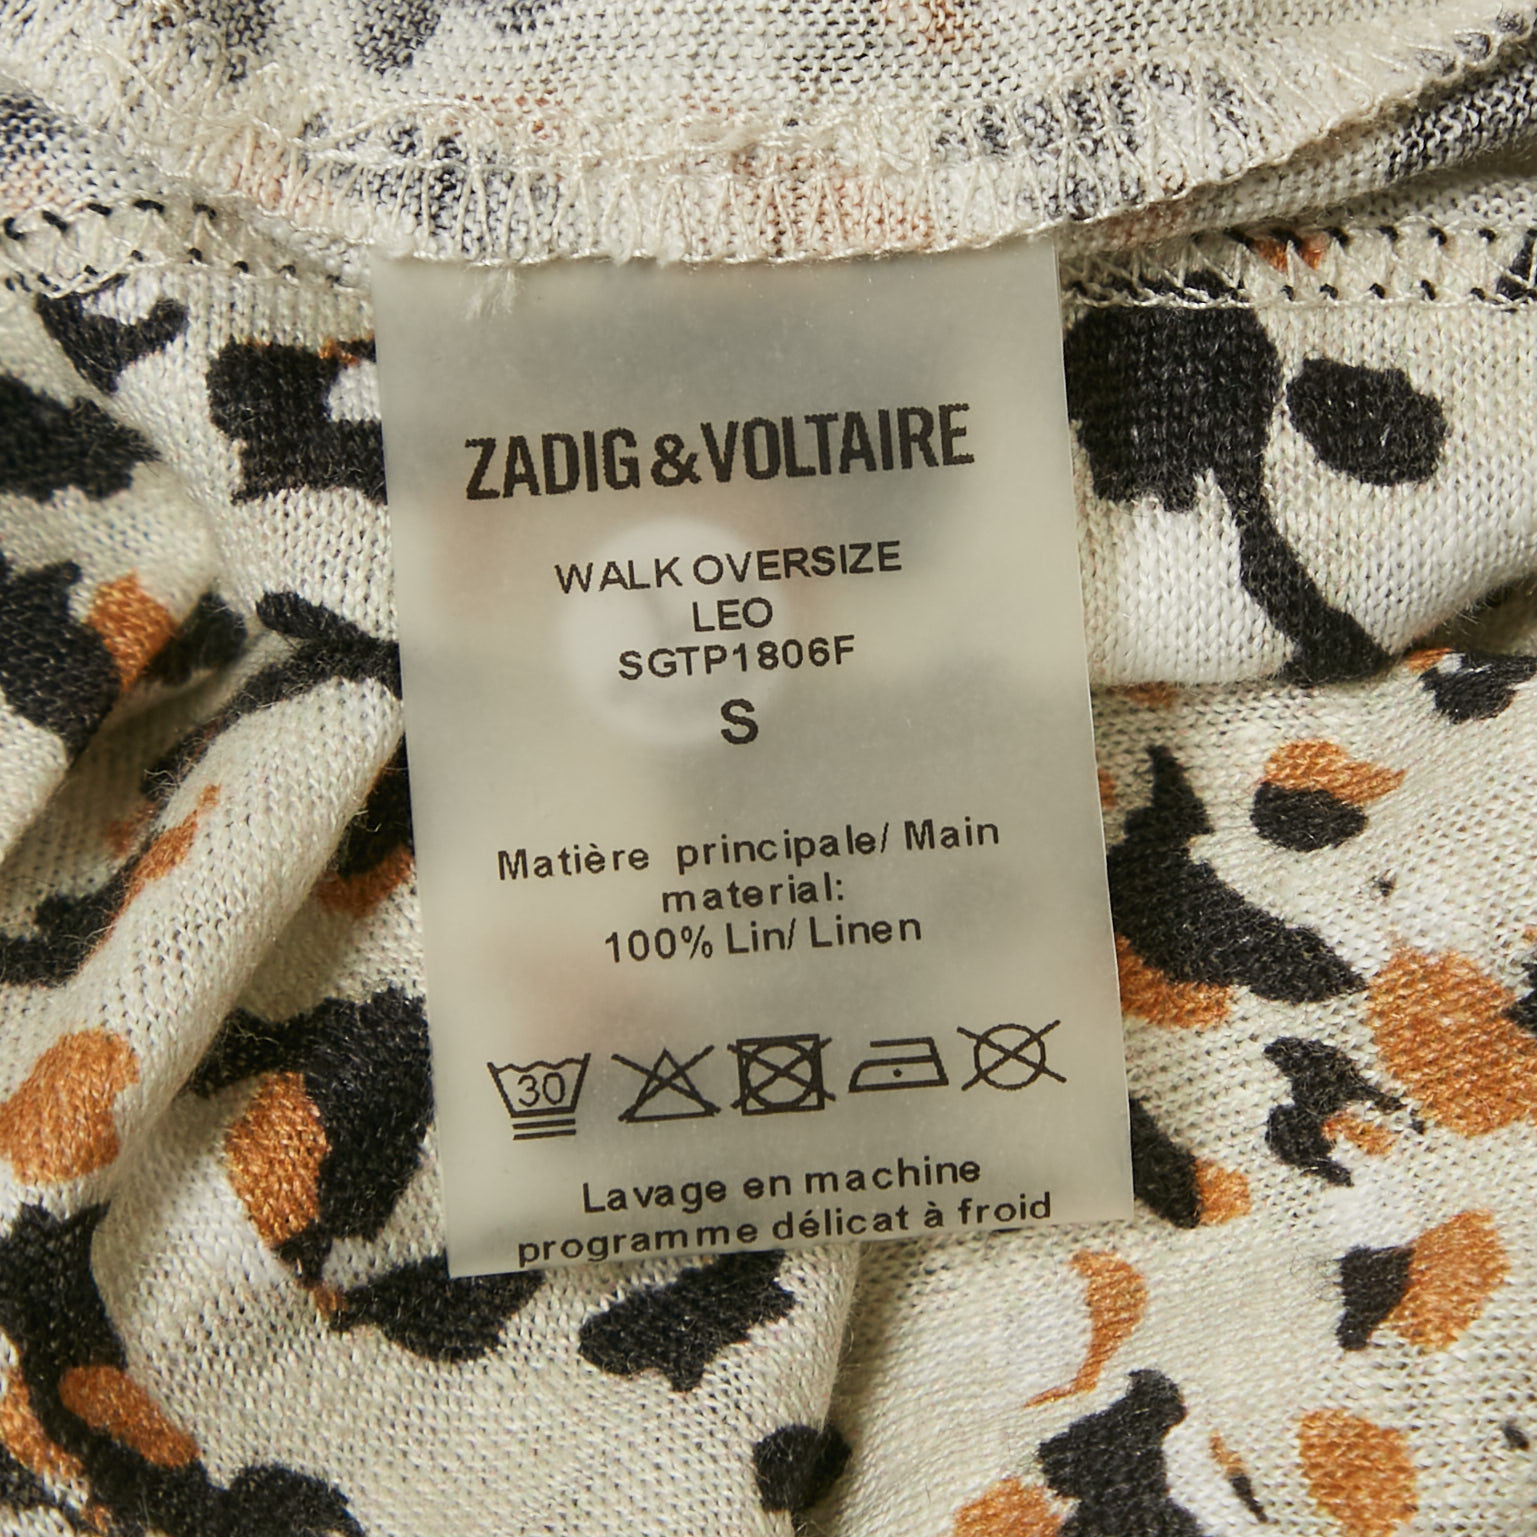 ZADIG & VOLTAIRE
WALK OVERSIZE
LEO
SGTP1806F
S
Matière principale/ Main
material:
100% Lin/ Linen
30
Lavage en machine
programme délicat à froid